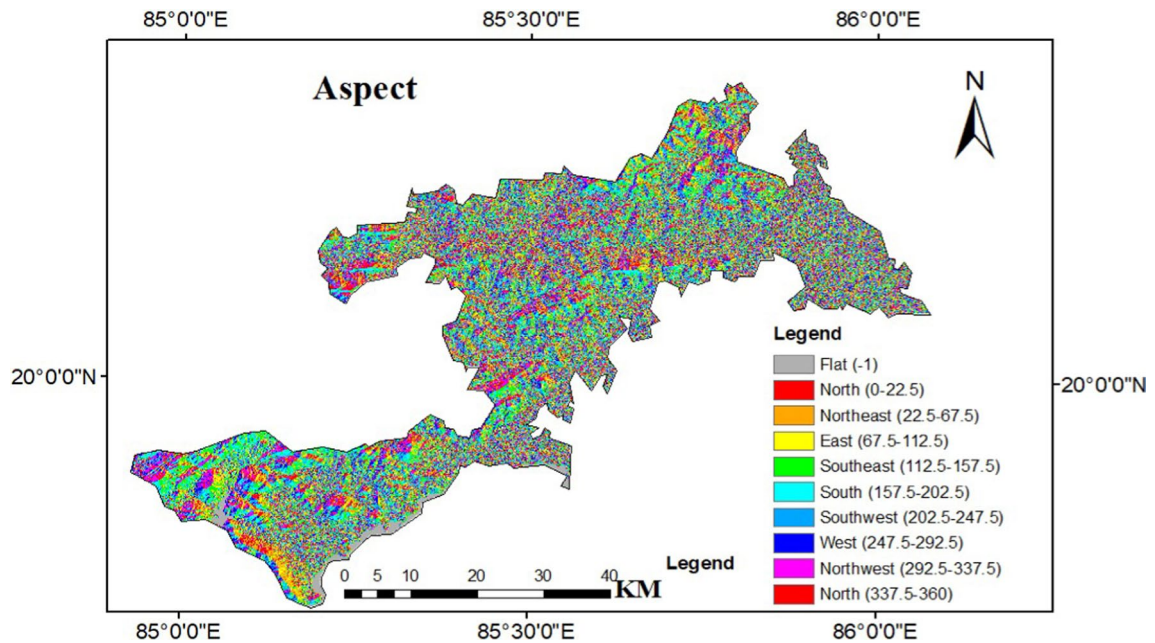 85°0'0"E 85°30'0"E 86°0'0"E
Aspect
N
20°0'0"N 20°0'0"N
Legend
Flat (-1)
North (0-22.5)
Northeast (22.5-67.5)
East (67.5-112.5)
Southeast (112.5-157.5)
South (157.5-202.5)
Southwest (202.5-247.5)
West (247.5-292.5)
Northwest (292.5-337.5)
North (337.5-360)
Legend
0 5 10 20 30 40 KM
85°0'0"E 85°30'0"E 86°0'0"E